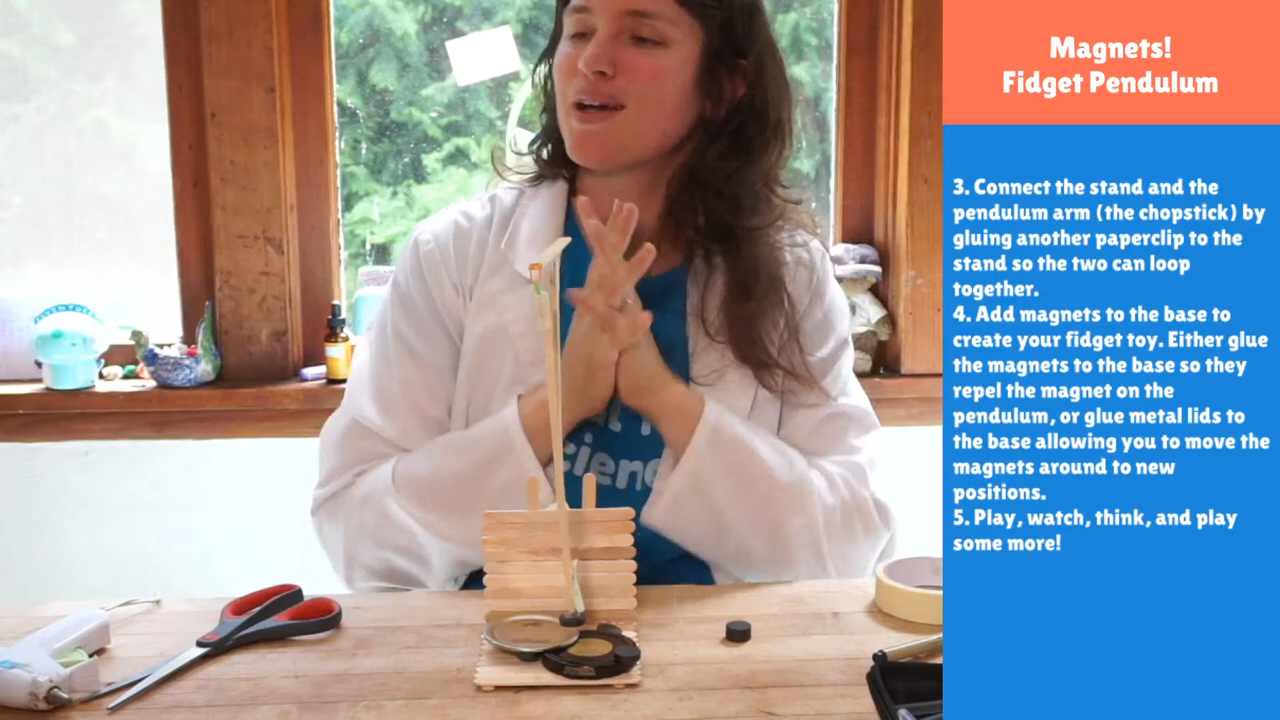 Magnets!
Fidget Pendulum
3. Connect the stand and the
pendulum arm (the chopstick) by
gluing another paperclip to the
stand so the two can loop
together.
4. Add magnets to the base to
create your fidget toy. Either glue
the magnets to the base so they
repel the magnet on the
pendulum, or glue metal lids to
the base allowing you to move the
magnets around to new
positions.
5. Play, watch, think, and play
some more!